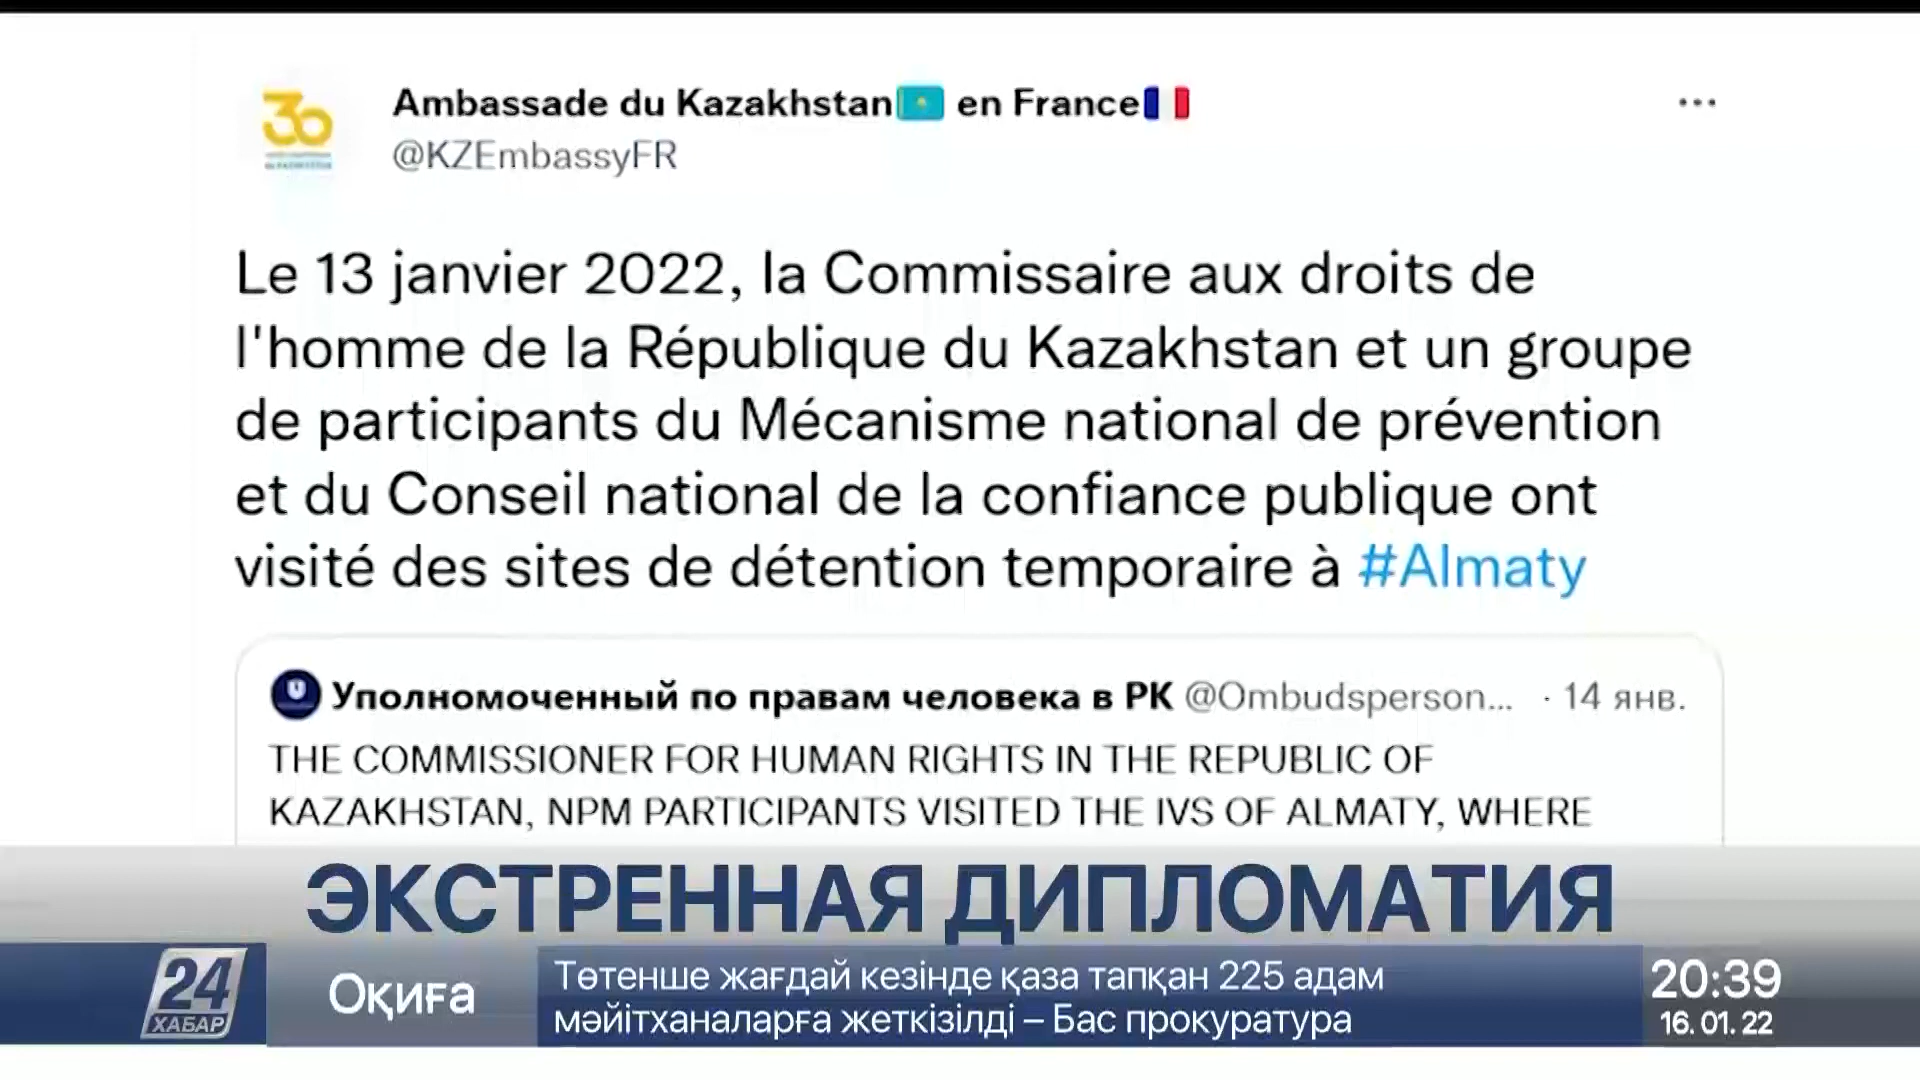 30
Ambassade du Kazakhstan en France
@KZEmbassyFR
Le 13 janvier 2022, la Commissaire aux droits de
l'homme de la République du Kazakhstan et un groupe
de participants du Mécanisme national de prévention
et du Conseil national de la confiance publique ont
visité des sites de détention temporaire à #Almaty
Уполномоченный по правам человека в РК @Ombudsperson... · 14 янв.
THE COMMISSIONER FOR HUMAN RIGHTS IN THE REPUBLIC OF
KAZAKHSTAN, NPM PARTICIPANTS VISITED THE IVS OF ALMATY, WHERE
ЭКСТРЕННАЯ ДИПЛОМАТИЯ
24
ХАБАР
Оқиға
Төтенше жағдай кезінде қаза тапқан 225 адам
мәйітханаларға жеткізілді – Бас прокуратура
20:39
16.01.22